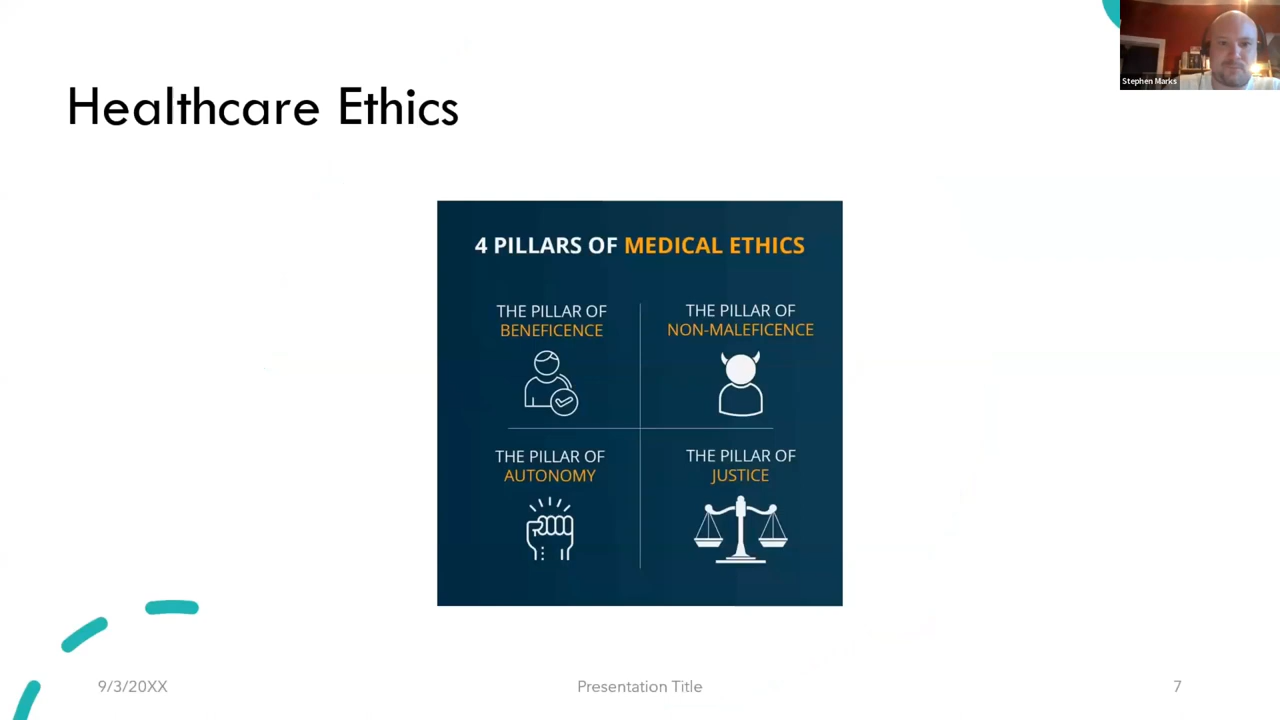 Stephen Marks
Healthcare Ethics
4 PILLARS OF MEDICAL ETHICS
THE PILLAR OF
BENEFICENCE
THE PILLAR OF
NON-MALEFICENCE
THE PILLAR OF
AUTONOMY
THE PILLAR OF
JUSTICE
9/3/20XX
Presentation Title
7